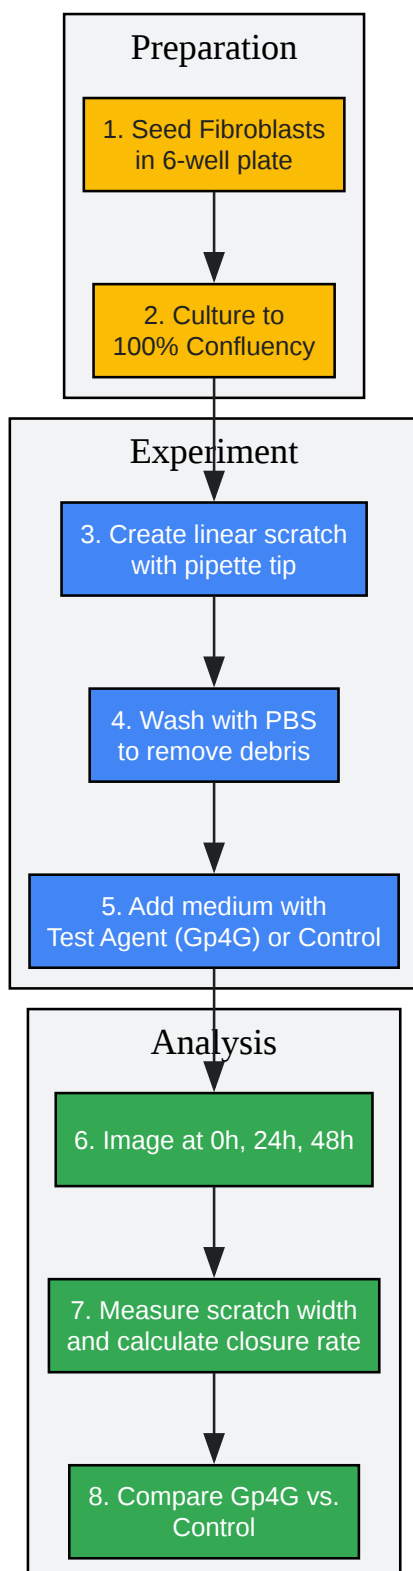 Preparation
1. Seed Fibroblasts
in 6-well plate
2. Culture to
100% Confluency
Experiment
3. Create linear scratch
with pipette tip
4. Wash with PBS
to remove debris
5. Add medium with
Test Agent (Gp4G) or Control
Analysis
6. Image at 0h, 24h, 48h
7. Measure scratch width
and calculate closure rate
8. Compare Gp4G vs.
Control